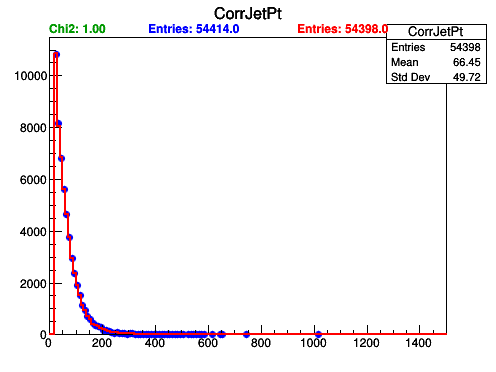 CorrJetPt
Chi2: 1.00 Entries: 54414.0 Entries: 54398.0
CorrJetPt
Entries 54398
Mean 66.45
Std Dev 49.72
10000
8000
6000
4000
2000
0
0 200 400 600 800 1000 1200 1400